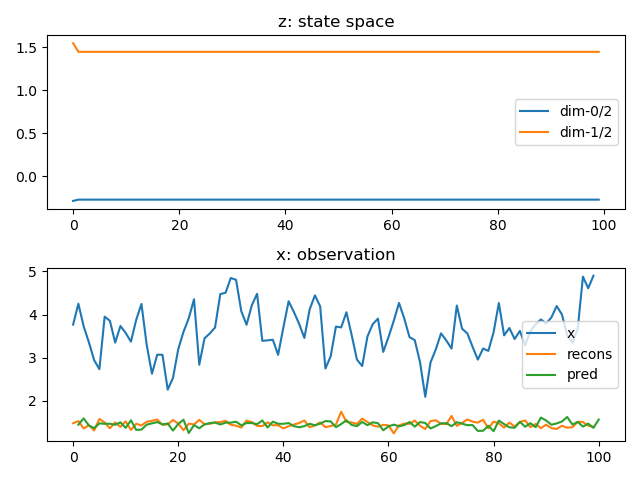 z: state space
1.5
1.0
0.5
0.0
dim-0/2
dim-1/2
0 20 40 60 80 100
x: observation
5
4
3
2
x
recons
pred
0 20 40 60 80 100